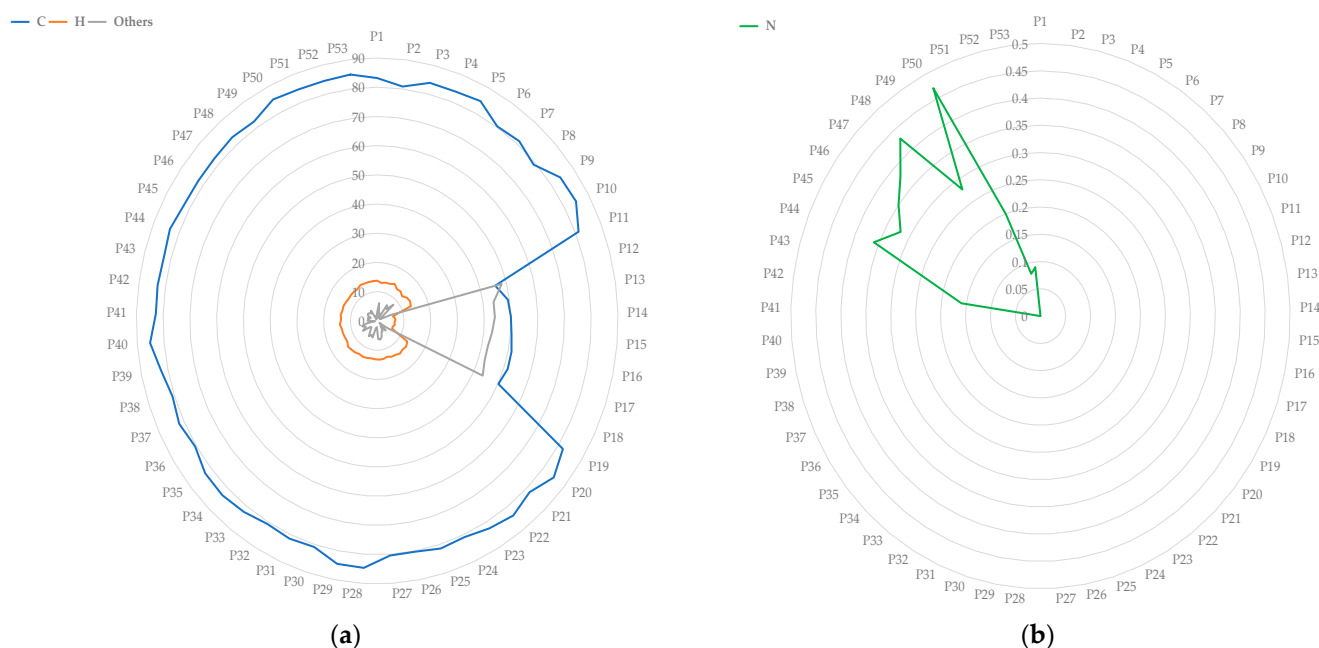 C H Others
P1
P2
P3
P4
P5
P6
P7
P8
P9
P10
P11
P12
P13
P14
P15
P16
P17
P18
P19
P20
P21
P22
P23
P24
P25
P26
P27
P28
P29
P30
P31
P32
P33
P34
P35
P36
P37
P38
P39
P40
P41
P42
P43
P44
P45
P46
P47
P48
P49
P50
P51
P52
P53
90
80
70
60
50
40
30
20
10
0
(a)
N
P1
P2
P3
P4
P5
P6
P7
P8
P9
P10
P11
P12
P13
P14
P15
P16
P17
P18
P19
P20
P21
P22
P23
P24
P25
P26
P27
P28
P29
P30
P31
P32
P33
P34
P35
P36
P37
P38
P39
P40
P41
P42
P43
P44
P45
P46
P47
P48
P49
P50
P51
P52
P53
0.5
0.45
0.4
0.35
0.3
0.25
0.2
0.15
0.1
0.05
0
(b)